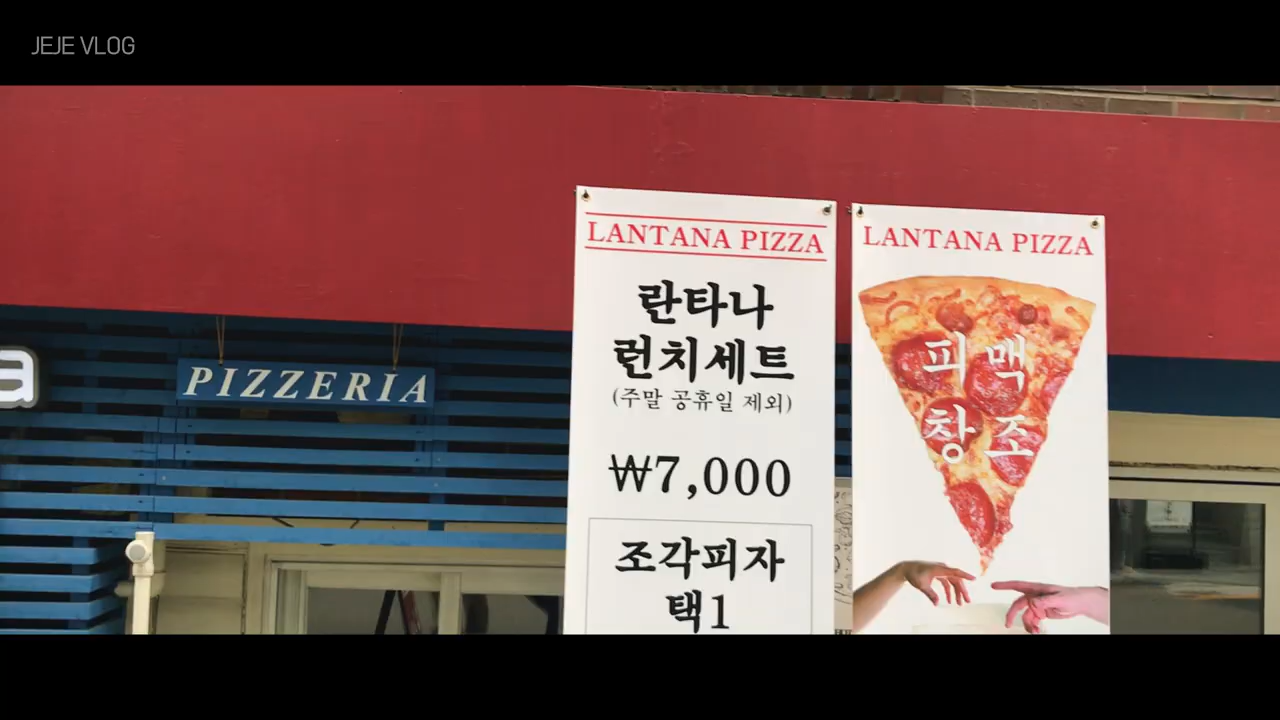 JEJE VLOG
a
PIZZERIA
LANTANA PIZZA
란타나
런치세트
(주말 공휴일 제외)
₩7,000
조각피자
택1
LANTANA PIZZA
피맥
창조